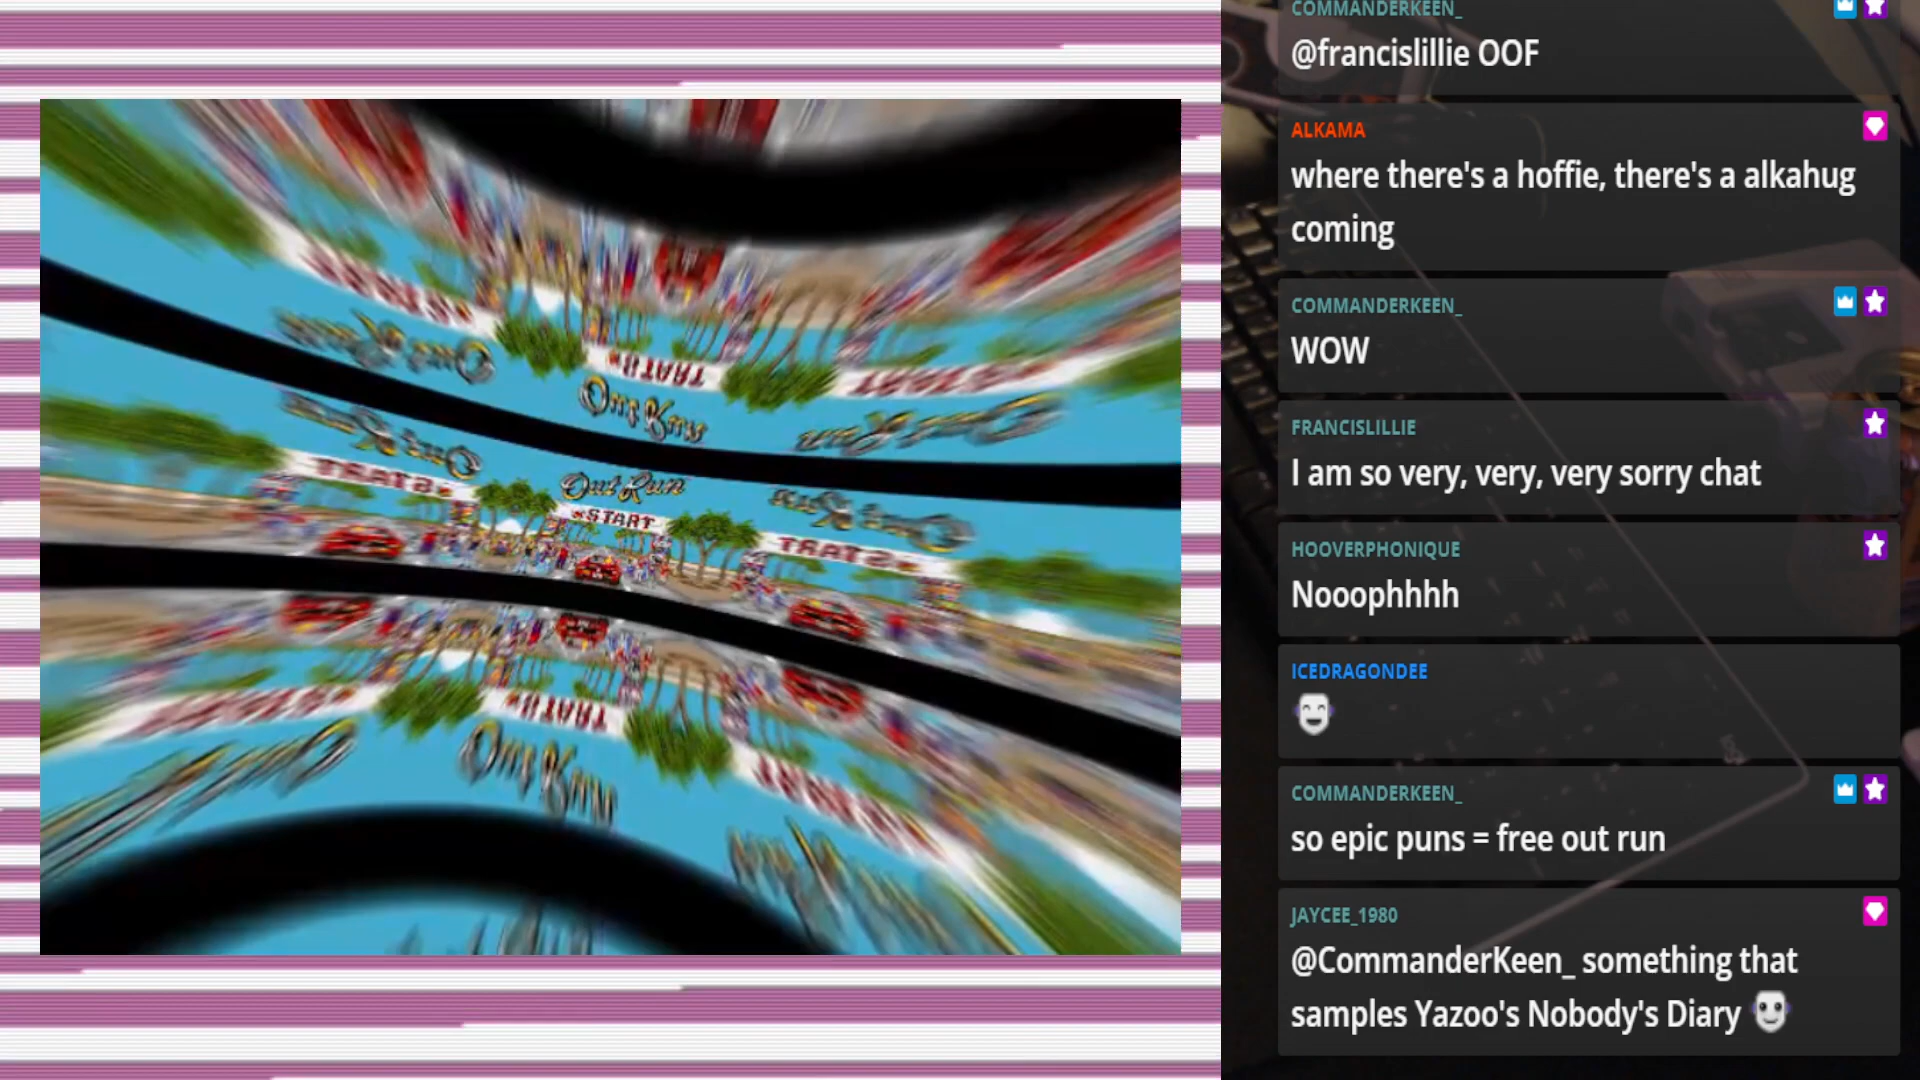 Out Run
START
COMMANDERKEEN_
@francislillie OOF
ALKAMA
where there's a hoffie, there's a alkahug
coming
COMMANDERKEEN_
WOW
FRANCISLILLIE
I am so very, very, very sorry chat
HOOVERPHONIQUE
Nooophhhh
ICEDRAGONDEE
COMMANDERKEEN_
so epic puns = free out run
JAYCEE_1980
@CommanderKeen_ something that
samples Yazoo's Nobody's Diary